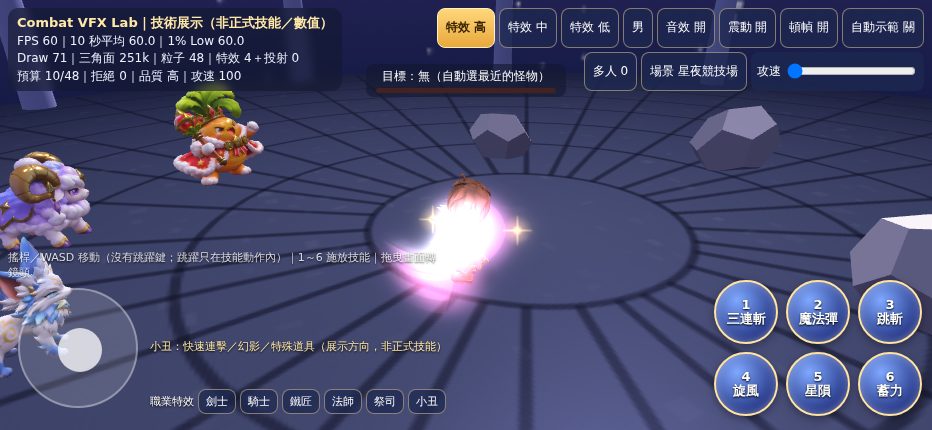 Combat VFX Lab｜技術展示（非正式技能／數值）
FPS 60｜10 秒平均 60.0｜1% Low 60.0
Draw 71｜三角面 251k｜粒子 48｜特效 4＋投射 0
預算 10/48｜拒絕 0｜品質 高｜攻速 100
特效 高
特效 中
特效 低
男
音效 開
震動 開
頓幀 開
自動示範 關
目標：無（自動選最近的怪物）
多人 0
場景 星夜競技場
攻速
搖桿／WASD 移動（沒有跳躍鍵；跳躍只在技能動作內）｜1~6 施放技能｜拖曳畫面轉
鏡頭
1
三連斬
2
魔法彈
3
跳斬
4
旋風
5
星隕
6
蓄力
小丑：快速連擊／幻影／特殊道具（展示方向，非正式技能）
職業特效
劍士
騎士
鐵匠
法師
祭司
小丑